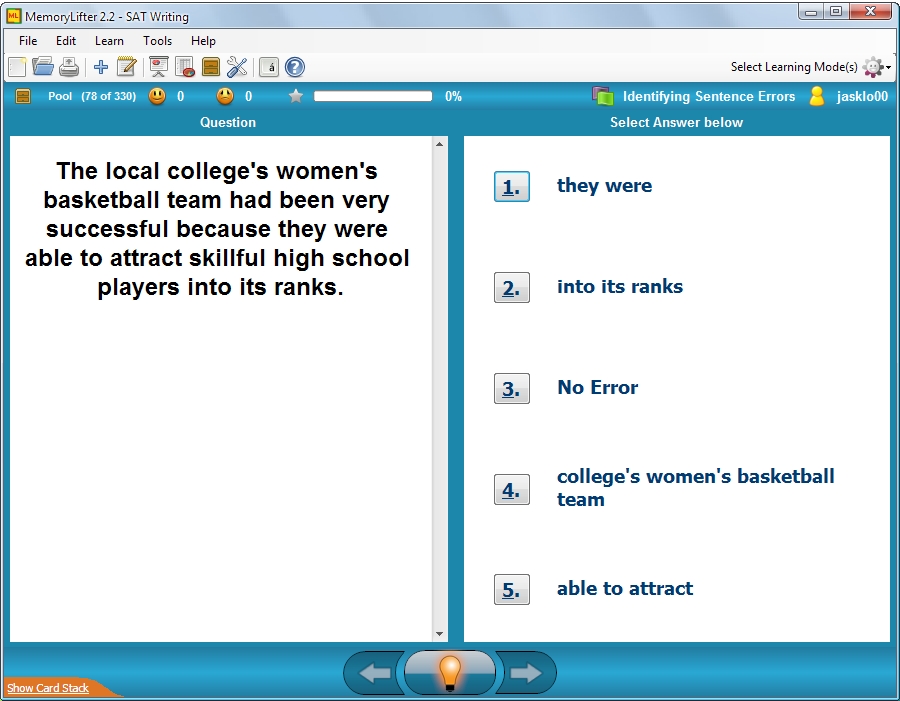 MemoryLifter 2.2 - SAT Writing
File Edit Learn Tools Help
á ?
Select Learning Mode(s)
Pool (78 of 330) 0 0 0% Identifying Sentence Errors jasklo00
Question
Select Answer below
The local college's women's
basketball team had been very
successful because they were
able to attract skillful high school
players into its ranks.
1. they were
2. into its ranks
3. No Error
4. college's women's basketball
team
5. able to attract
Show Card Stack